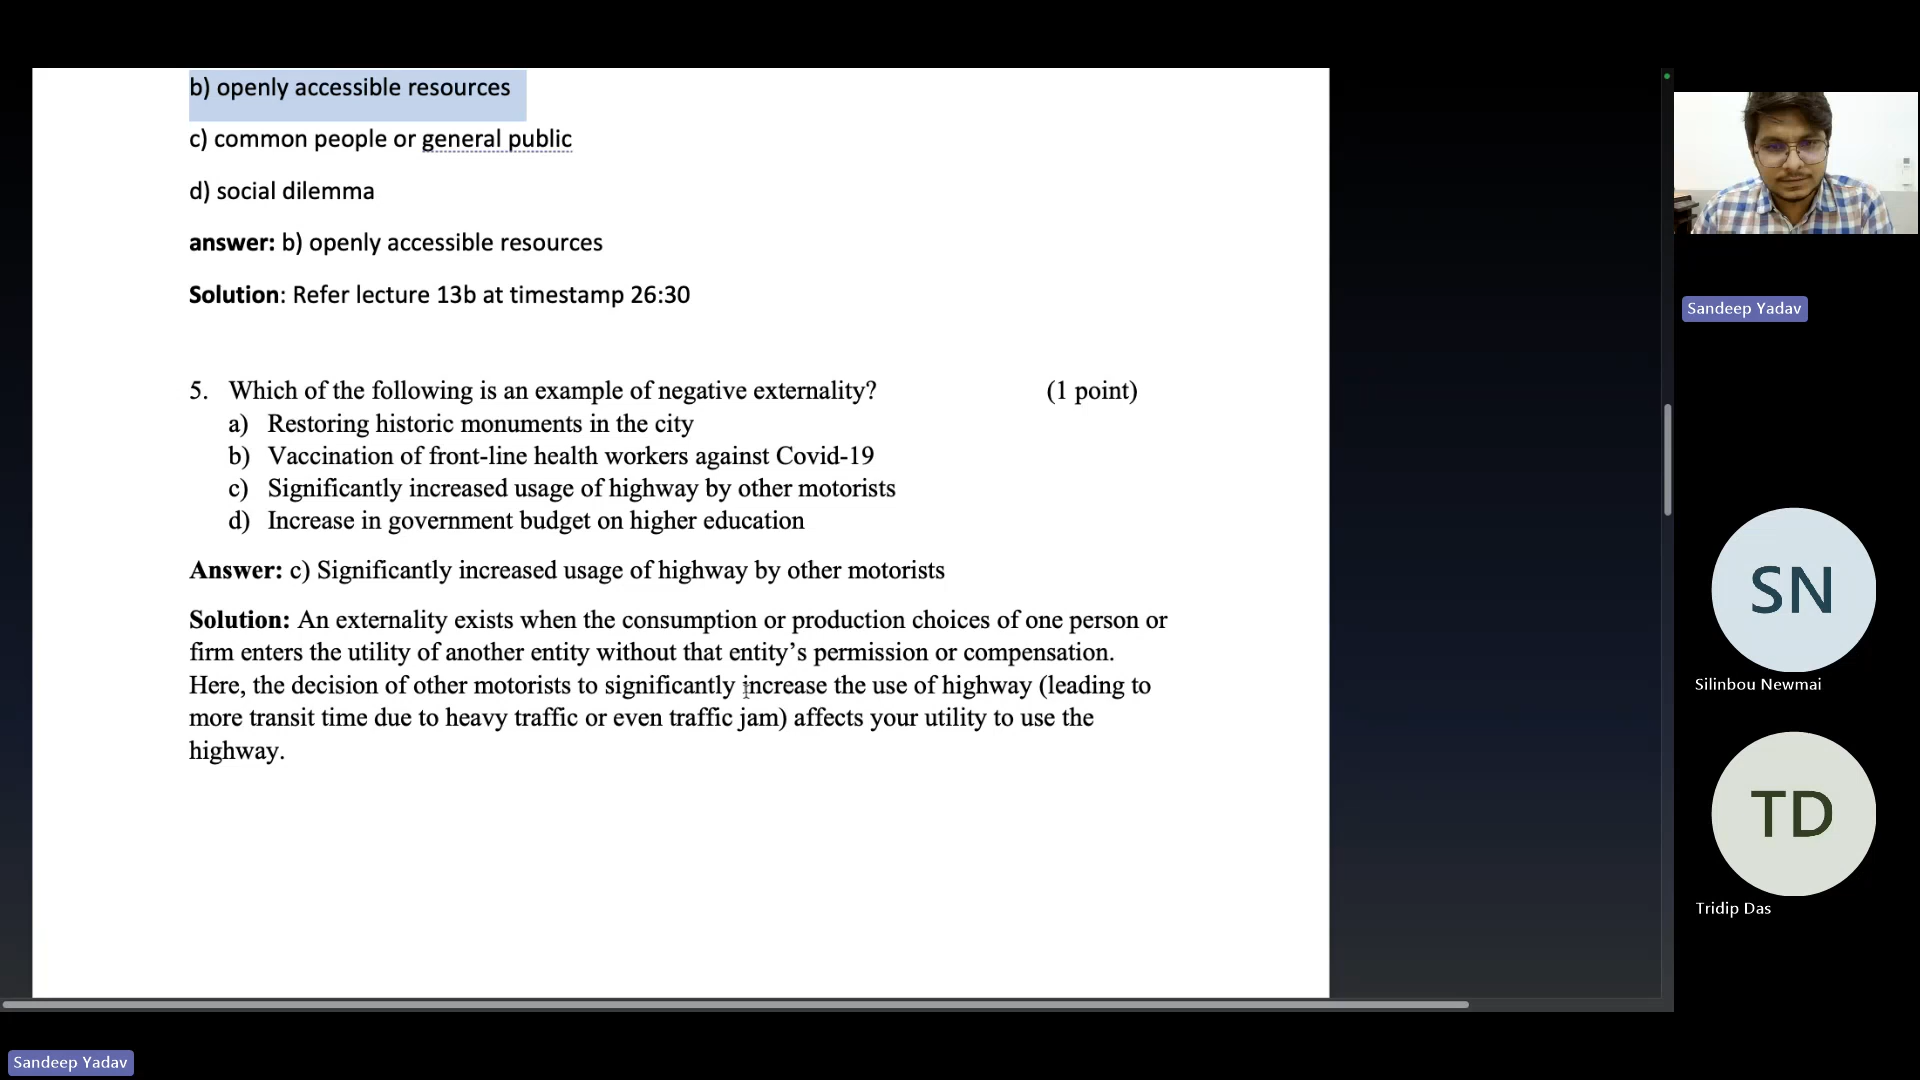 b) openly accessible resources
c) common people or general public
d) social dilemma
answer: b) openly accessible resources
Solution: Refer lecture 13b at timestamp 26:30
5. Which of the following is an example of negative externality? (1 point)
a) Restoring historic monuments in the city
b) Vaccination of front-line health workers against Covid-19
c) Significantly increased usage of highway by other motorists
d) Increase in government budget on higher education
Answer: c) Significantly increased usage of highway by other motorists
Solution: An externality exists when the consumption or production choices of one person or
firm enters the utility of another entity without that entity’s permission or compensation.
Here, the decision of other motorists to significantly increase the use of highway (leading to
more transit time due to heavy traffic or even traffic jam) affects your utility to use the
highway.
Sandeep Yadav
SN
Silinbou Newmai
TD
Tridip Das
Sandeep Yadav